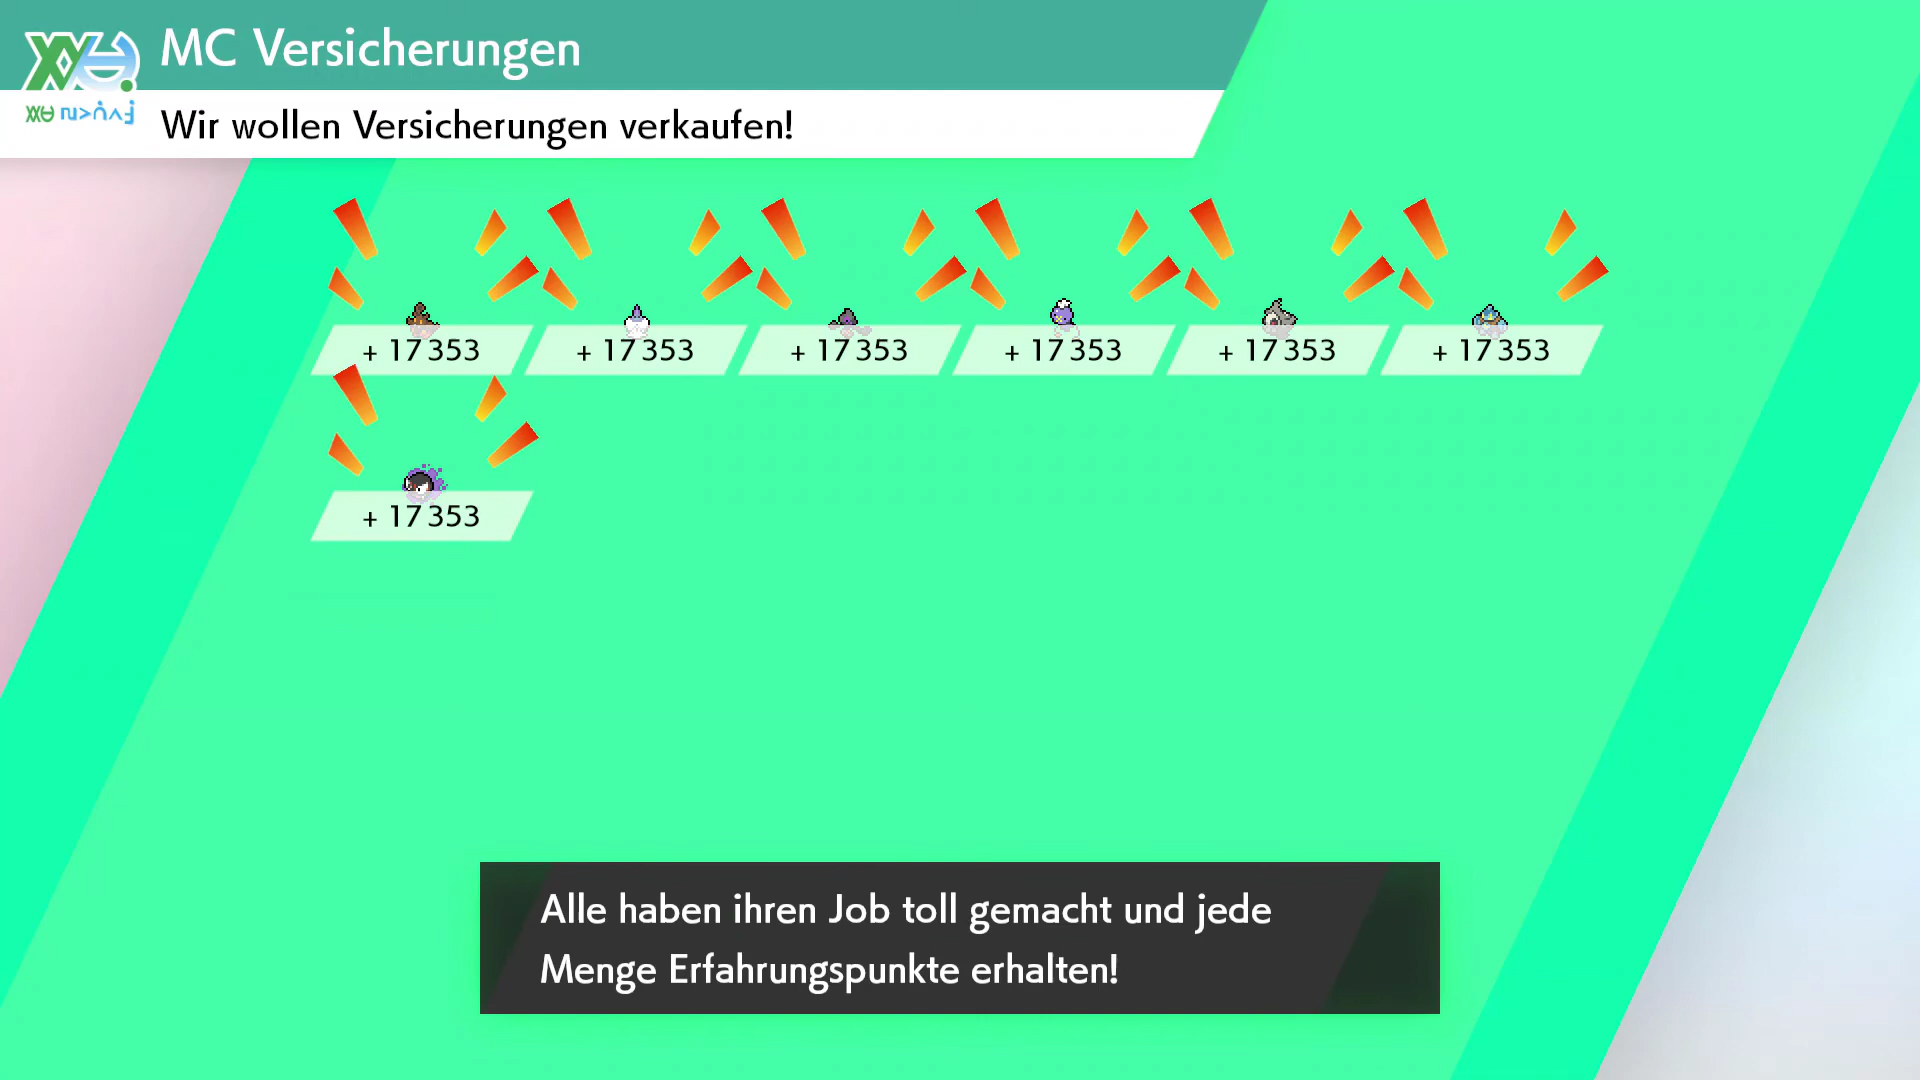 MC Versicherungen
Wir wollen Versicherungen verkaufen!
+ 17 353
+ 17 353
+ 17 353
+ 17 353
+ 17 353
+ 17 353
+ 17 353
Alle haben ihren Job toll gemacht und jede
Menge Erfahrungspunkte erhalten!